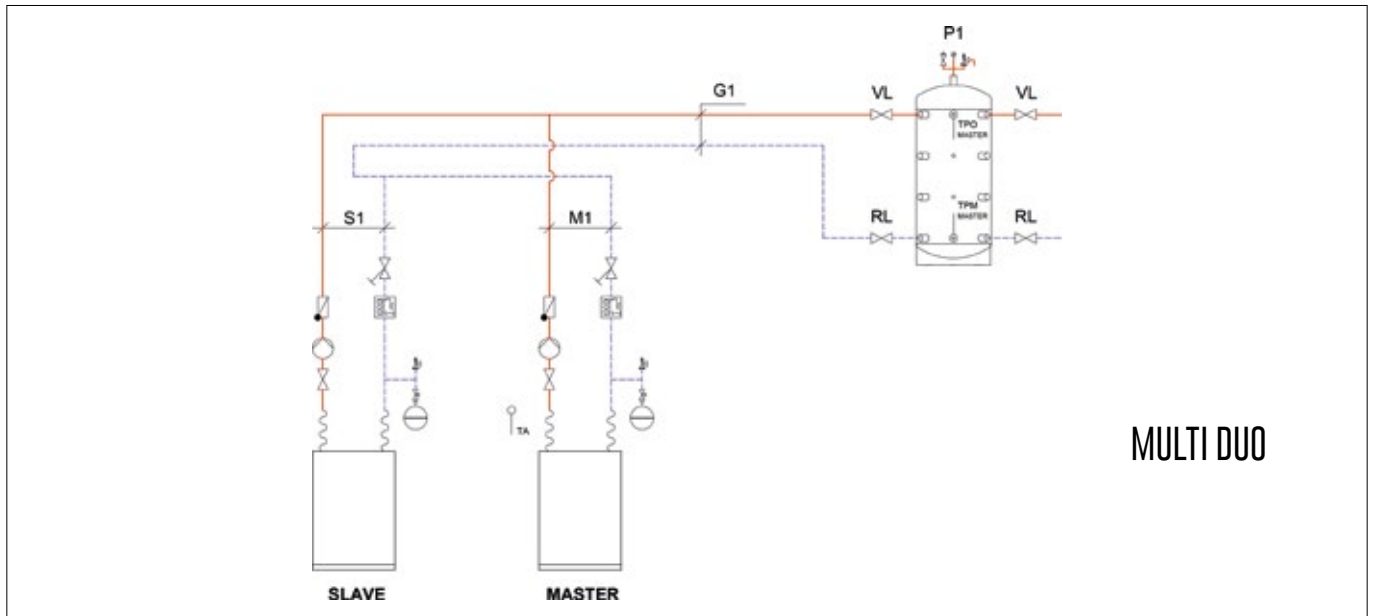 P1
G1
VL
VL
TPO
MASTER
S1
M1
TPM
MASTER
RL
RL
TA
MULTI DUO
SLAVE
MASTER